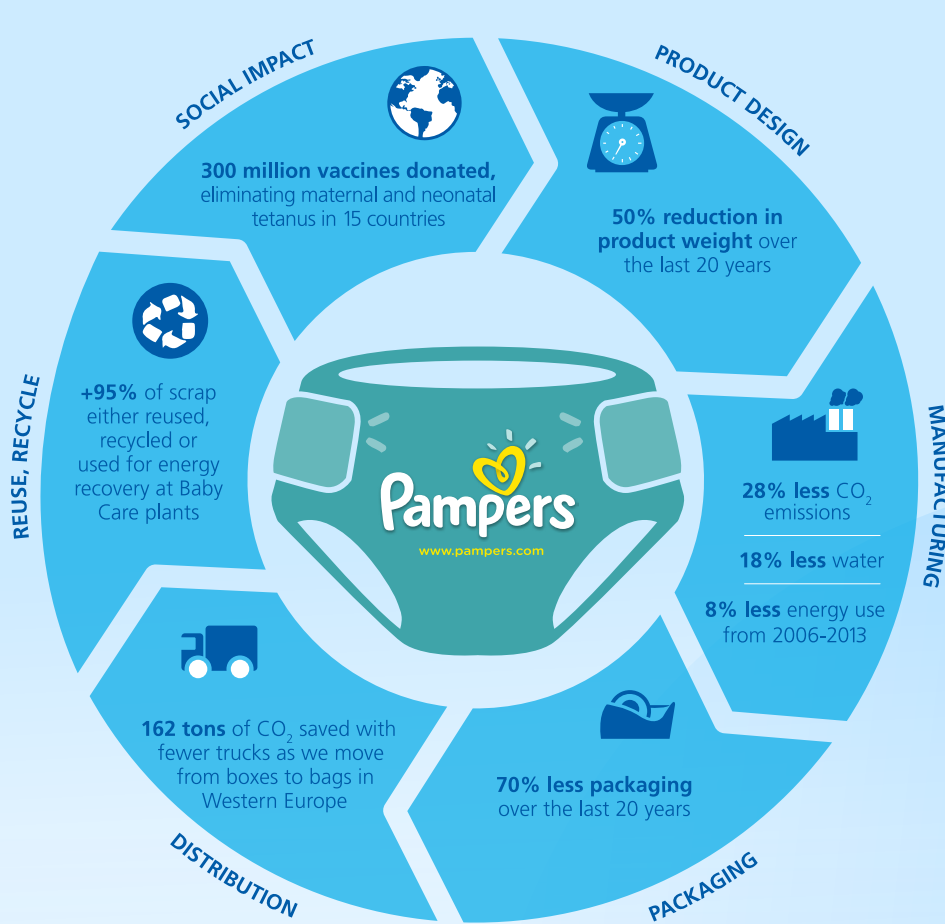 SOCIAL IMPACT
300 million vaccines donated,
eliminating maternal and neonatal
tetanus in 15 countries
PRODUCT DESIGN
50% reduction in
product weight over
the last 20 years
MANUFACTURING
28% less CO₂
emissions
18% less water
8% less energy use
from 2006-2013
PACKAGING
70% less packaging
over the last 20 years
DISTRIBUTION
162 tons of CO₂ saved with
fewer trucks as we move
from boxes to bags in
Western Europe
REUSE, RECYCLE
+95% of scrap
either reused,
recycled or
used for energy
recovery at Baby
Care plants
Pampers
www.pampers.com